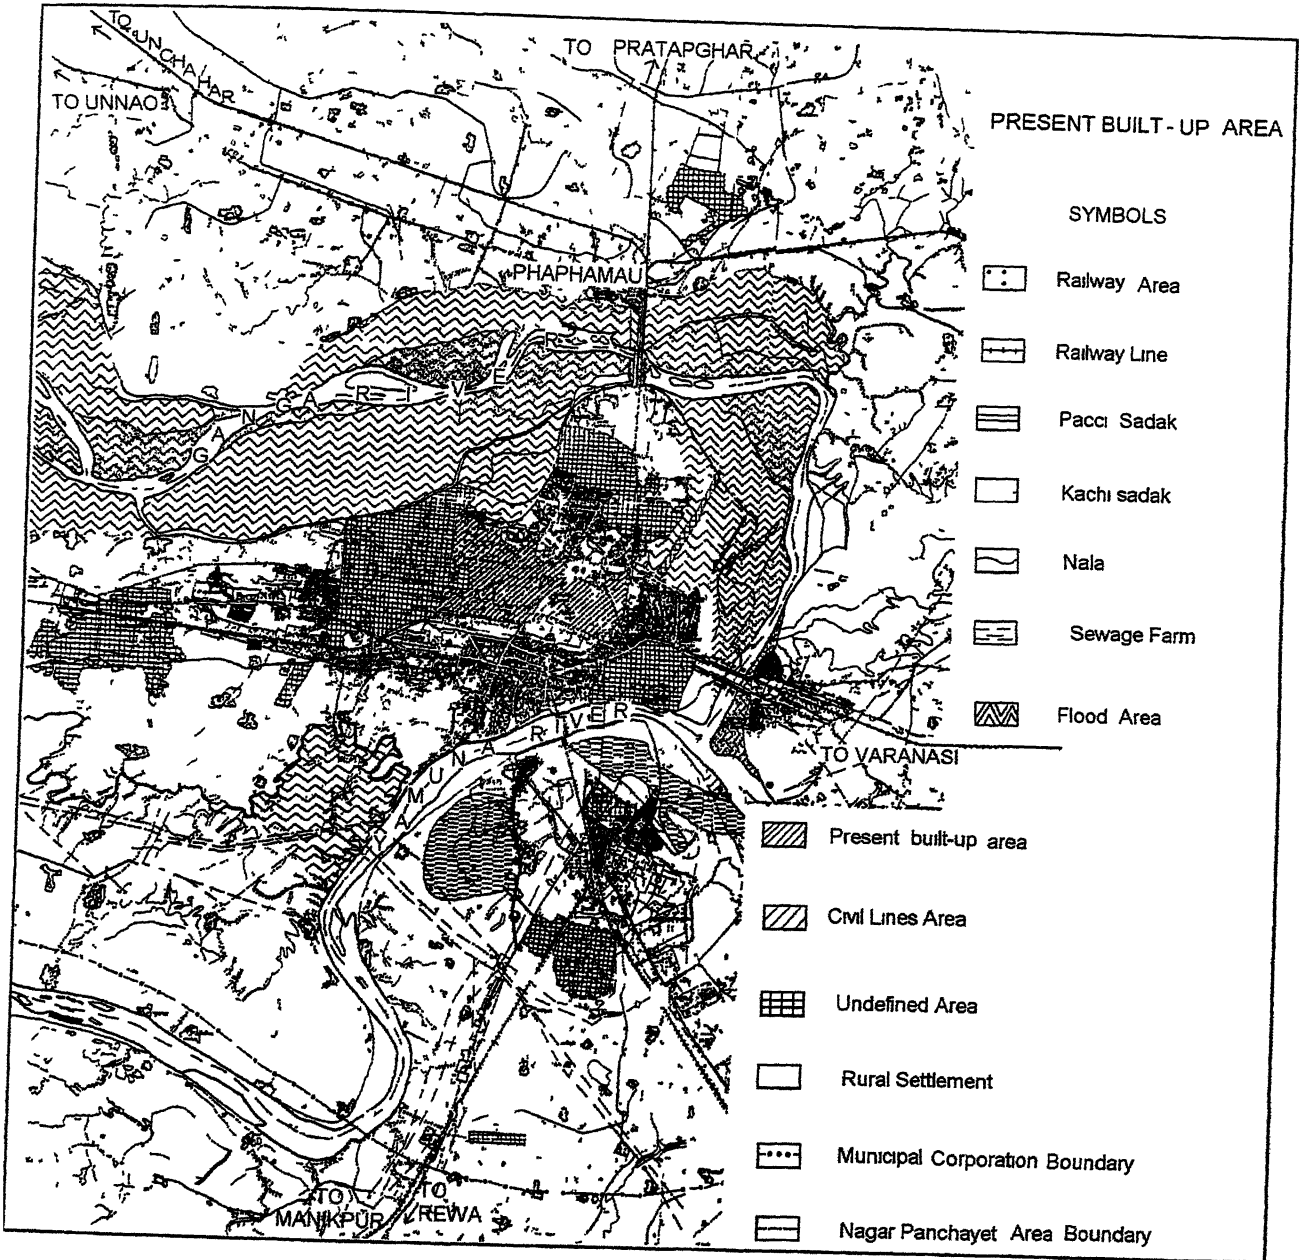 TO UNCHAHAR
TO UNNAO
TO PRATAPGHAR
PHAPHAMAU
GANGA RIVER
YAMUNA RIVER
TO VARANASI
TO MANIKPUR
TO REWA
PRESENT BUILT-UP AREA
SYMBOLS
Railway Area
Railway Line
Pacci Sadak
Kachi sadak
Nala
Sewage Farm
Flood Area
Present built-up area
Civil Lines Area
Undefined Area
Rural Settlement
Municipal Corporation Boundary
Nagar Panchayet Area Boundary